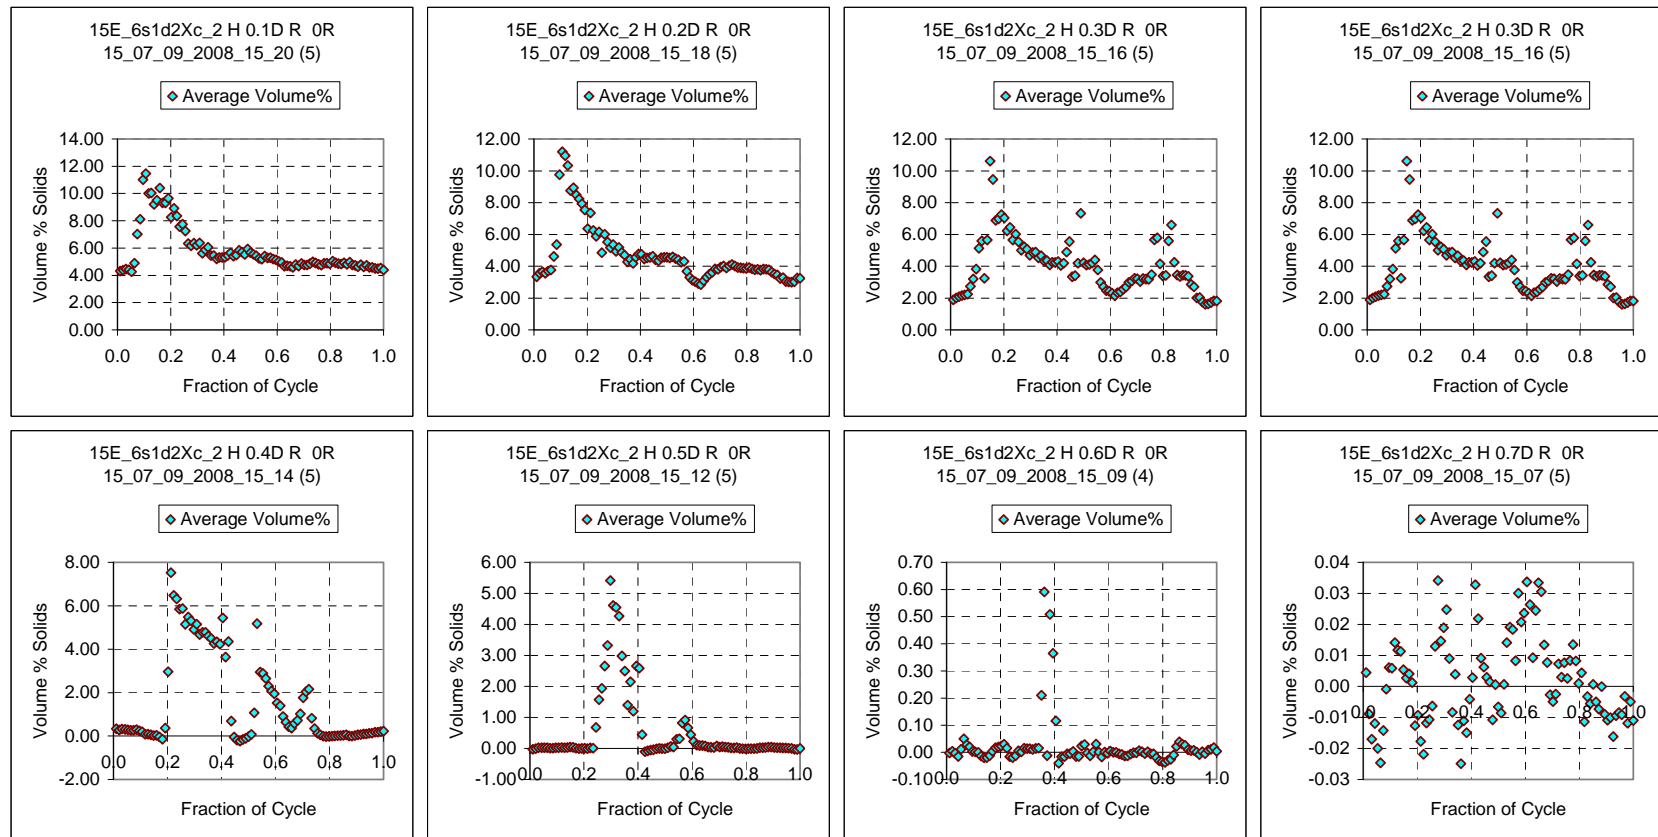 15E_6s1d2Xc_2 H 0.1D R  0R
15_07_09_2008_15_20 (5)
Average Volume%
Volume % Solids
14.00
12.00
10.00
8.00
6.00
4.00
2.00
0.00
0.0 0.2 0.4 0.6 0.8 1.0
Fraction of Cycle
15E_6s1d2Xc_2 H 0.2D R  0R
15_07_09_2008_15_18 (5)
Average Volume%
Volume % Solids
12.00
10.00
8.00
6.00
4.00
2.00
0.00
0.0 0.2 0.4 0.6 0.8 1.0
Fraction of Cycle
15E_6s1d2Xc_2 H 0.3D R  0R
15_07_09_2008_15_16 (5)
Average Volume%
Volume % Solids
12.00
10.00
8.00
6.00
4.00
2.00
0.00
0.0 0.2 0.4 0.6 0.8 1.0
Fraction of Cycle
15E_6s1d2Xc_2 H 0.3D R  0R
15_07_09_2008_15_16 (5)
Average Volume%
Volume % Solids
12.00
10.00
8.00
6.00
4.00
2.00
0.00
0.0 0.2 0.4 0.6 0.8 1.0
Fraction of Cycle
15E_6s1d2Xc_2 H 0.4D R  0R
15_07_09_2008_15_14 (5)
Average Volume%
Volume % Solids
8.00
6.00
4.00
2.00
0.00
-2.00
0.0 0.2 0.4 0.6 0.8 1.0
Fraction of Cycle
15E_6s1d2Xc_2 H 0.5D R  0R
15_07_09_2008_15_12 (5)
Average Volume%
Volume % Solids
6.00
5.00
4.00
3.00
2.00
1.00
0.00
-1.00
0.0 0.2 0.4 0.6 0.8 1.0
Fraction of Cycle
15E_6s1d2Xc_2 H 0.6D R  0R
15_07_09_2008_15_09 (4)
Average Volume%
Volume % Solids
0.70
0.60
0.50
0.40
0.30
0.20
0.10
0.00
-0.10
0.0 0.2 0.4 0.6 0.8 1.0
Fraction of Cycle
15E_6s1d2Xc_2 H 0.7D R  0R
15_07_09_2008_15_07 (5)
Average Volume%
Volume % Solids
0.04
0.03
0.02
0.01
0.00
-0.01
-0.02
-0.03
0.0 0.2 0.4 0.6 0.8 1.0
Fraction of Cycle